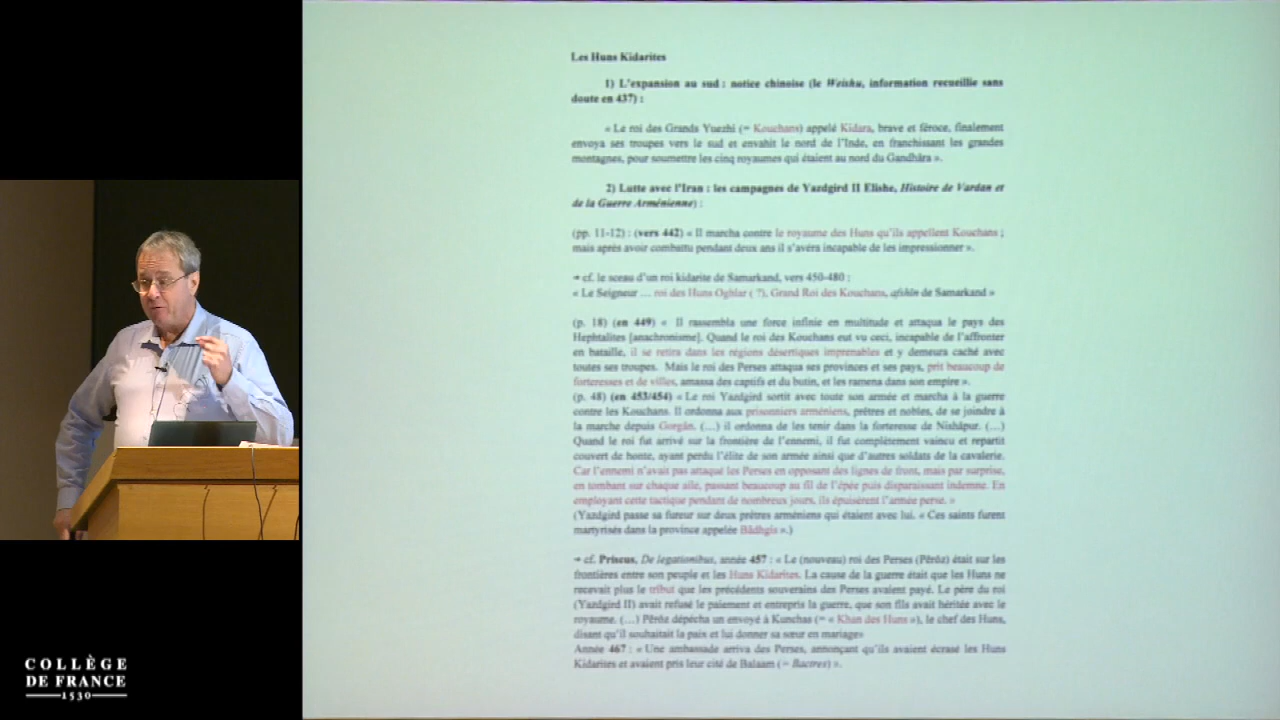 Les Huns Kidarites
1) L'expansion au sud : notice chinoise (le Weishu, information recueillie sans
doute en 437) :
« Le roi des Grands Yuezhi (= Kouchans) appelé Kidara, brave et féroce, finalement
envoya ses troupes vers le sud et envahit le nord de l'Inde, en franchissant les grandes
montagnes, pour soumettre les cinq royaumes qui étaient au nord du Gandhâra ».
2) Lutte avec l'Iran : les campagnes de Yazdgird II Elishe, Histoire de Vardan et
de la Guerre Arménienne) :
(pp. 11-12) : (vers 442) « Il marcha contre le royaume des Huns qu'ils appellent Kouchans ;
mais après avoir combattu pendant deux ans il s'avéra incapable de les impressionner ».
➔ cf. le sceau d'un roi kidarite de Samarkand, vers 450-480 :
« Le Seigneur ... roi des Huns Oghlar ( ?), Grand Roi des Kouchans, afshîn de Samarkand »
(p. 18) (en 449) « Il rassembla une force infinie en multitude et attaqua le pays des
Hephtalites [anachronisme]. Quand le roi des Kouchans eut vu ceci, incapable de l'affronter
en bataille, il se retira dans les régions désertiques imprenables et y demeura caché avec
toutes ses troupes. Mais le roi des Perses attaqua ses provinces et ses pays, prit beaucoup de
forteresses et de villes, amassa des captifs et du butin, et les ramena dans son empire ».
(p. 48) (en 453/454) « Le roi Yazdgird sortit avec toute son armée et marcha à la guerre
contre les Kouchans. Il ordonna aux prisonniers arméniens, prêtres et nobles, de se joindre à
la marche depuis Gorgân. (...) il ordonna de les tenir dans la forteresse de Nishâpur. (...)
Quand le roi fut arrivé sur la frontière de l'ennemi, il fut complètement vaincu et repartit
couvert de honte, ayant perdu l'élite de son armée ainsi que d'autres soldats de la cavalerie.
Car l'ennemi n'avait pas attaqué les Perses en opposant des lignes de front, mais par surprise,
en tombant sur chaque aile, passant beaucoup au fil de l'épée puis disparaissant indemne. En
employant cette tactique pendant de nombreux jours, ils épuisèrent l'armée perse. »
(Yazdgird passe sa fureur sur deux prêtres arméniens qui étaient avec lui. « Ces saints furent
martyrisés dans la province appelée Bâdhgîs ».)
➔ cf. Priscus, De legationibus, année 457 : « Le (nouveau) roi des Perses (Pêrôz) était sur les
frontières entre son peuple et les Huns Kidarites. La cause de la guerre était que les Huns ne
recevait plus le tribut que les précédents souverains des Perses avaient payé. Le père du roi
(Yazdgird II) avait refusé le paiement et entrepris la guerre, que son fils avait héritée avec le
royaume. (...) Pêrôz dépêcha un envoyé à Kunchas (= « Khan des Huns »), le chef des Huns,
disant qu'il souhaitait la paix et lui donner sa sœur en mariage»
Année 467 : « Une ambassade arriva des Perses, annonçant qu'ils avaient écrasé les Huns
Kidarites et avaient pris leur cité de Balaam (= Bactres) ».
COLLÈGE
DE FRANCE
1530